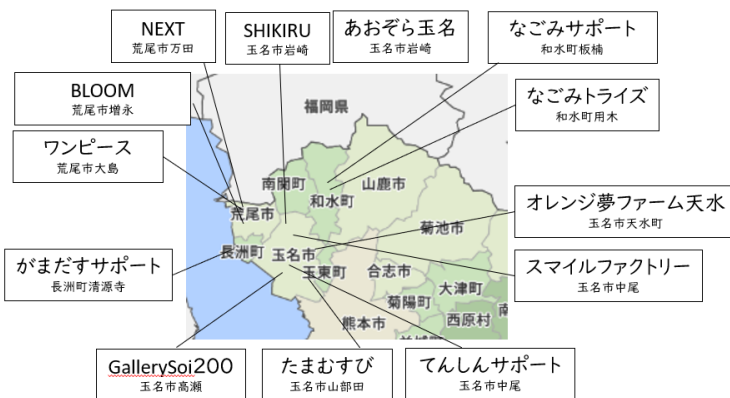 NEXT
荒尾市万田
SHIKIRU
玉名市岩崎
あおぞら玉名
玉名市岩崎
なごみサポート
和水町板楠
BLOOM
荒尾市増永
なごみトライズ
和水町用木
ワンピース
荒尾市大島
福岡県
南関町
和水町
山鹿市
荒尾市
菊池市
オレンジ夢ファーム天水
玉名市天水町
長洲町
玉名市
玉東町
合志市
がまだすサポート
長洲町清源寺
スマイルファクトリー
玉名市中尾
大津町
菊陽町
西原村
熊本市
GallerySoi200
玉名市高瀬
たまむすび
玉名市山部田
てんしんサポート
玉名市中尾